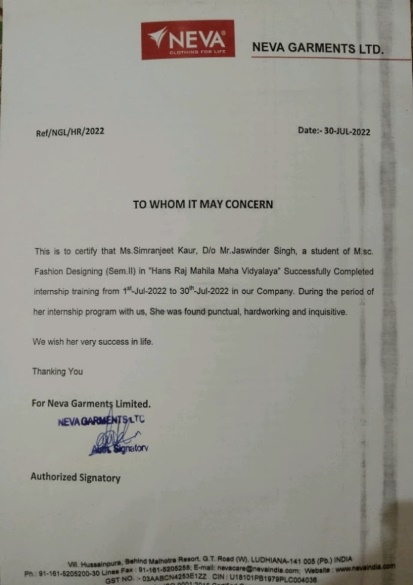 NEVA®
CLOTHING FOR LIFE
NEVA GARMENTS LTD.
Ref/NGL/HR/2022
Date:- 30-JUL-2022
TO WHOM IT MAY CONCERN
This is to certify that Ms.Simranjeet Kaur, D/o Mr.Jaswinder Singh, a student of M.sc.
Fashion Designing (Sem.II) in "Hans Raj Mahila Maha Vidyalaya" Successfully Completed
internship training from 1st-Jul-2022 to 30th-Jul-2022 in our Company. During the period of
her internship program with us, She was found punctual, hardworking and inquisitive.
We wish her very success in life.
Thanking You
For Neva Garments Limited.
NEVA GARMENTS LTD
Auth. Signatory
Authorized Signatory
Vill. Hussainpura, Behind Malhotra Resort, G.T. Road (W), LUDHIANA-141 005 (Pb.) INDIA
Ph : 91-161-5205200-30 Lines Fax : 91-161-5205256; E-mail: nevacare@nevaindia.com; Website : www.nevaindia.com
GST NO. :- 03AABCN4253E1ZZ CIN : U18101PB1979PLC004036